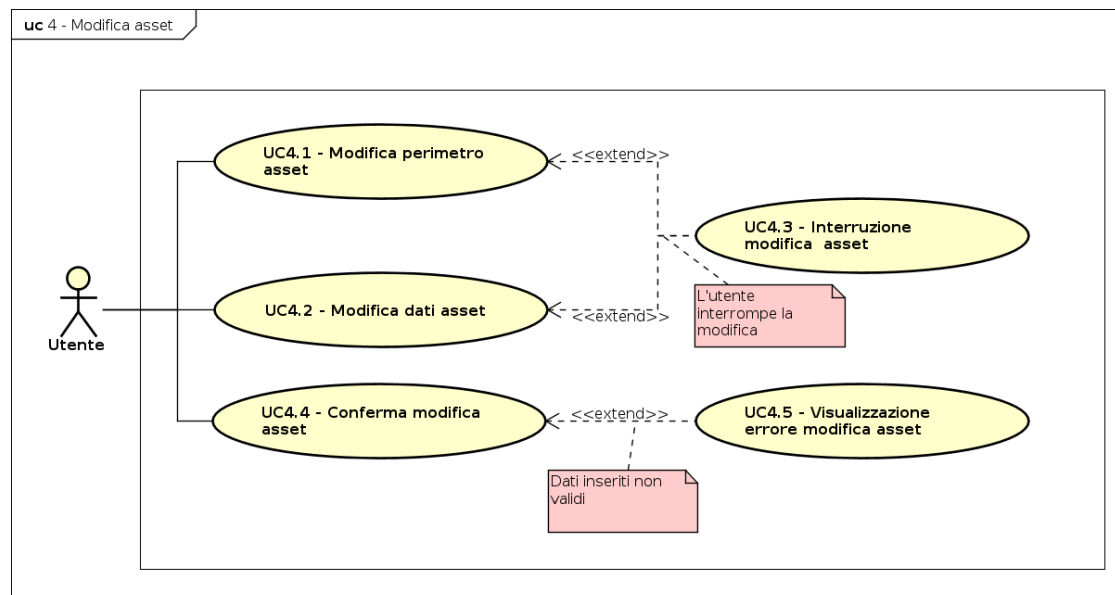 uc 4 - Modifica asset
UC4.1 - Modifica perimetro
asset
<<extend>>
UC4.3 - Interruzione
modifica  asset
UC4.2 - Modifica dati asset
<<extend>>
L'utente
interrompe la
modifica
Utente
UC4.4 - Conferma modifica
asset
<<extend>>
UC4.5 - Visualizzazione
errore modifica asset
Dati inseriti non
validi